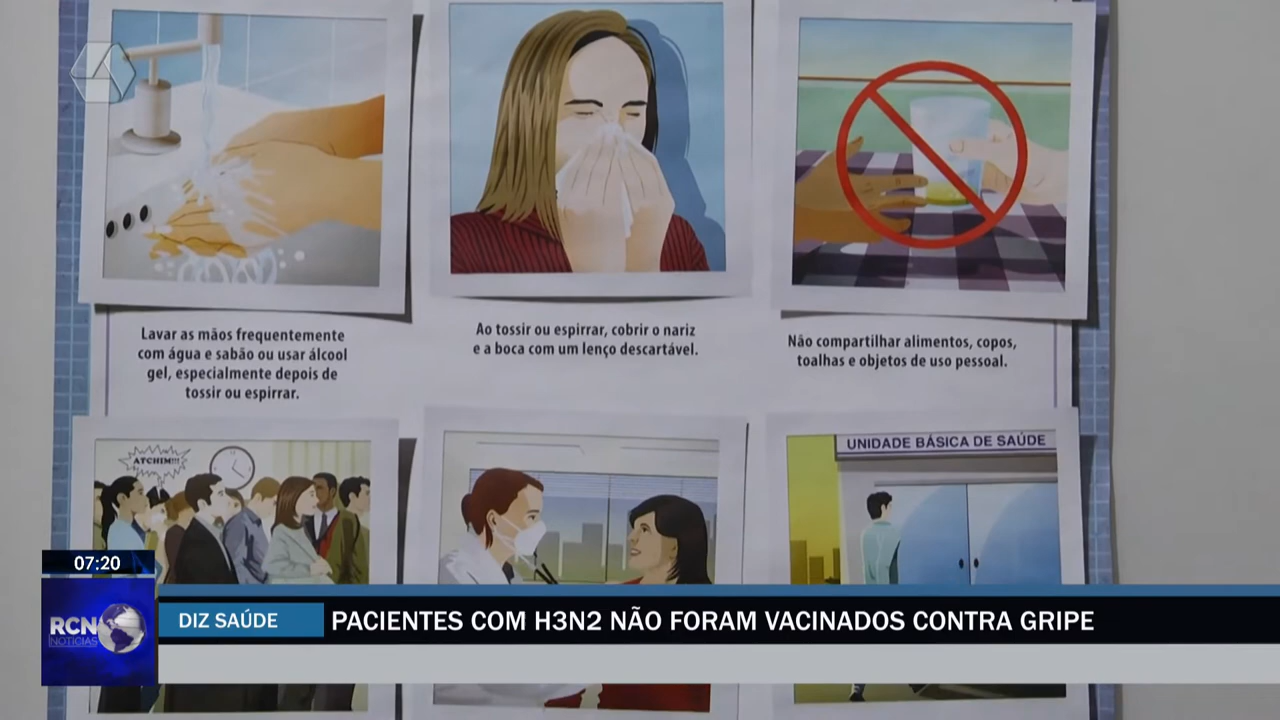 Lavar as mãos frequentemente
com água e sabão ou usar álcool
gel, especialmente depois de
tossir ou espirrar.
Ao tossir ou espirrar, cobrir o nariz
e a boca com um lenço descartável.
Não compartilhar alimentos, copos,
toalhas e objetos de uso pessoal.
ATCHIM!!!
UNIDADE BÁSICA DE SAÚDE
07:20
RCN
NOTÍCIAS
DIZ SAÚDE
PACIENTES COM H3N2 NÃO FORAM VACINADOS CONTRA GRIPE